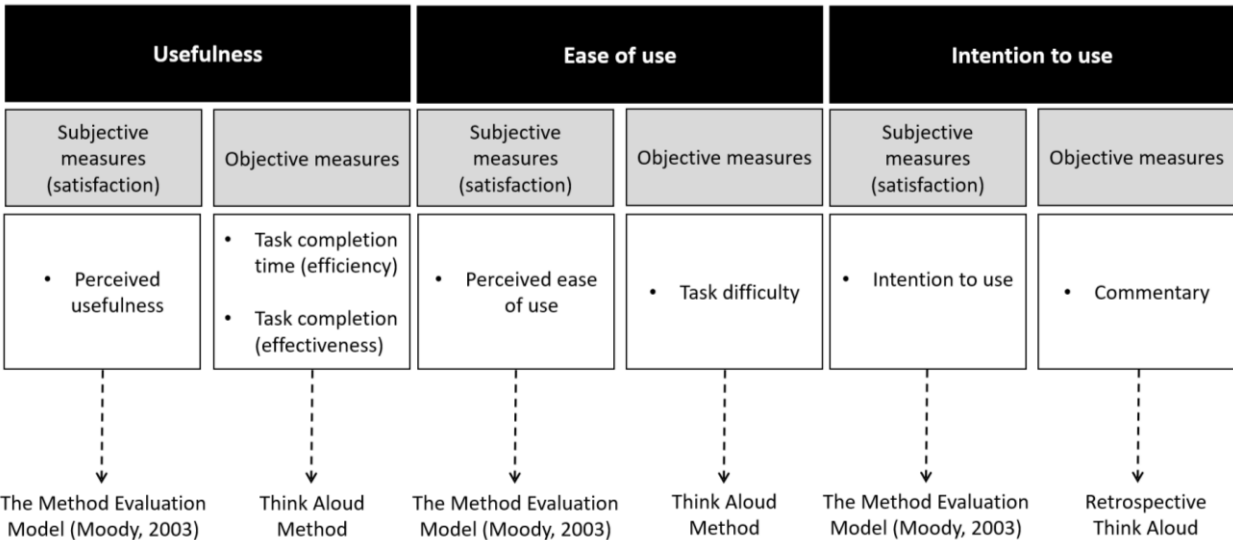 Usefulness
Ease of use
Intention to use
Subjective
measures
(satisfaction)
Objective measures
Subjective
measures
(satisfaction)
Objective measures
Subjective
measures
(satisfaction)
Objective measures
• Perceived
usefulness
• Task completion
time (efficiency)
• Task completion
(effectiveness)
• Perceived ease
of use
• Task difficulty
• Intention to use
• Commentary
The Method Evaluation
Model (Moody, 2003)
Think Aloud
Method
The Method Evaluation
Model (Moody, 2003)
Think Aloud
Method
The Method Evaluation
Model (Moody, 2003)
Retrospective
Think Aloud